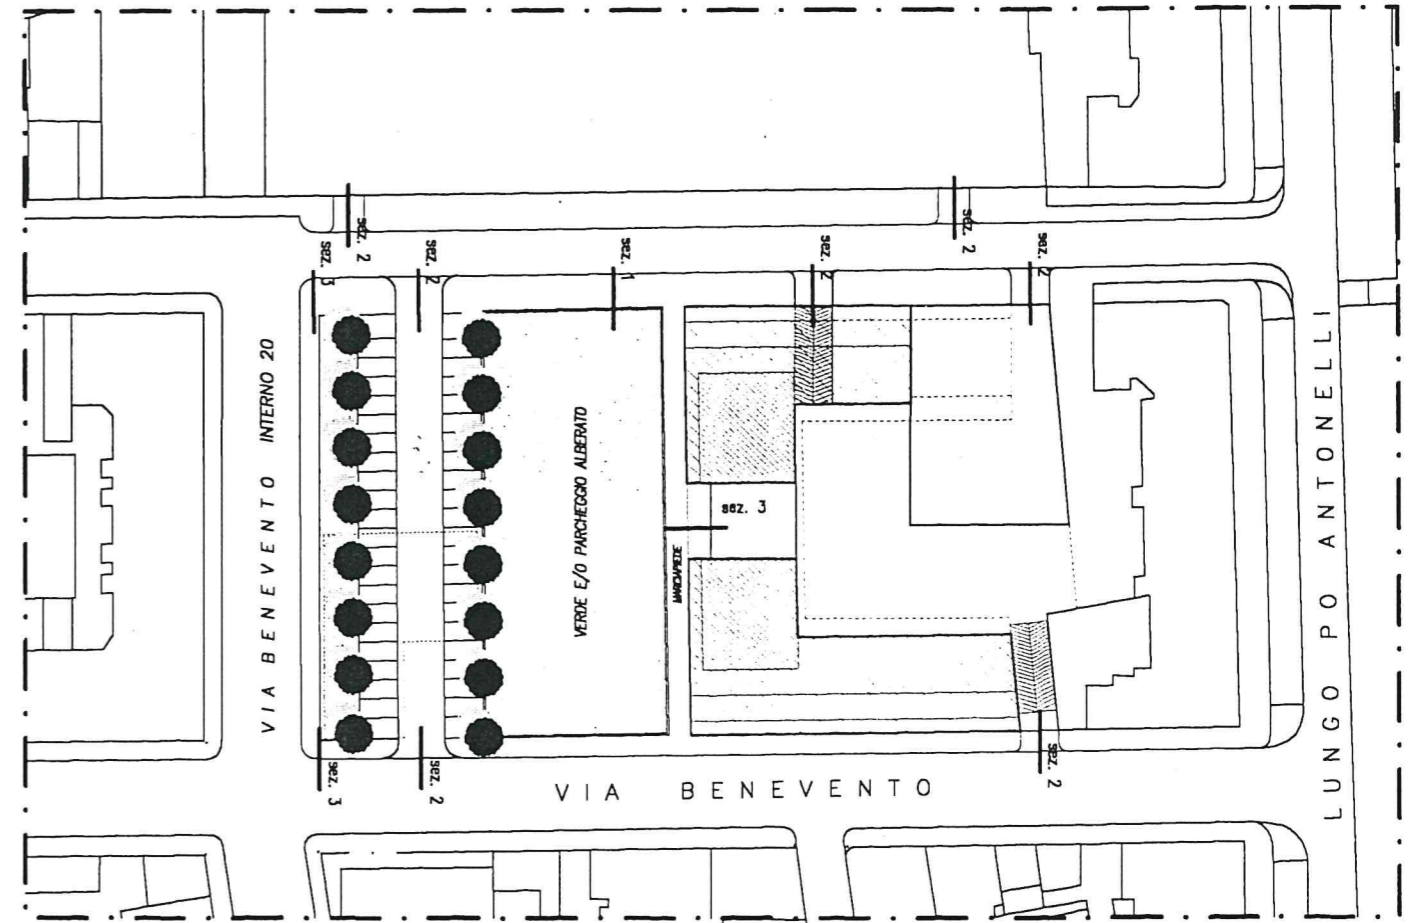 sez. 2
sez. 2
sez. 3
sez. 2
sez. 1
sez. 2
sez. 2
VIA BENEVENTO INTERNO 20
VERDE E/O PARCHEGGIO ALBERATO
sez. 3
MARCIAPIEDE
LUNGO PO ANTONELLI
sez. 3
sez. 2
sez. 2
VIA BENEVENTO